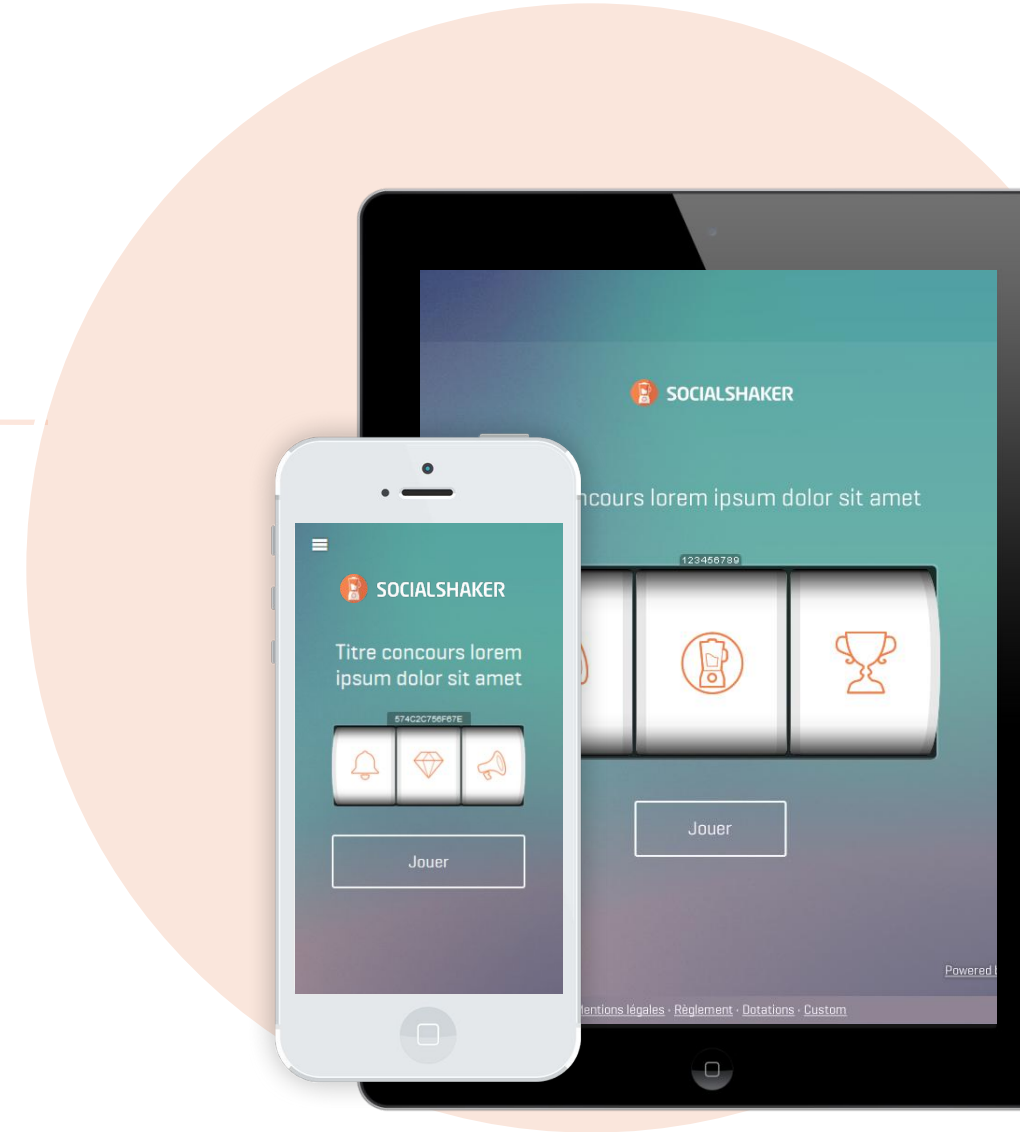 SOCIALSHAKER
ncours lorem ipsum dolor sit amet
123456789
Jouer
Powered
Mentions légales · Règlement · Dotations · Custom
SOCIALSHAKER
Titre concours lorem
ipsum dolor sit amet
574C2C756F67E
Jouer